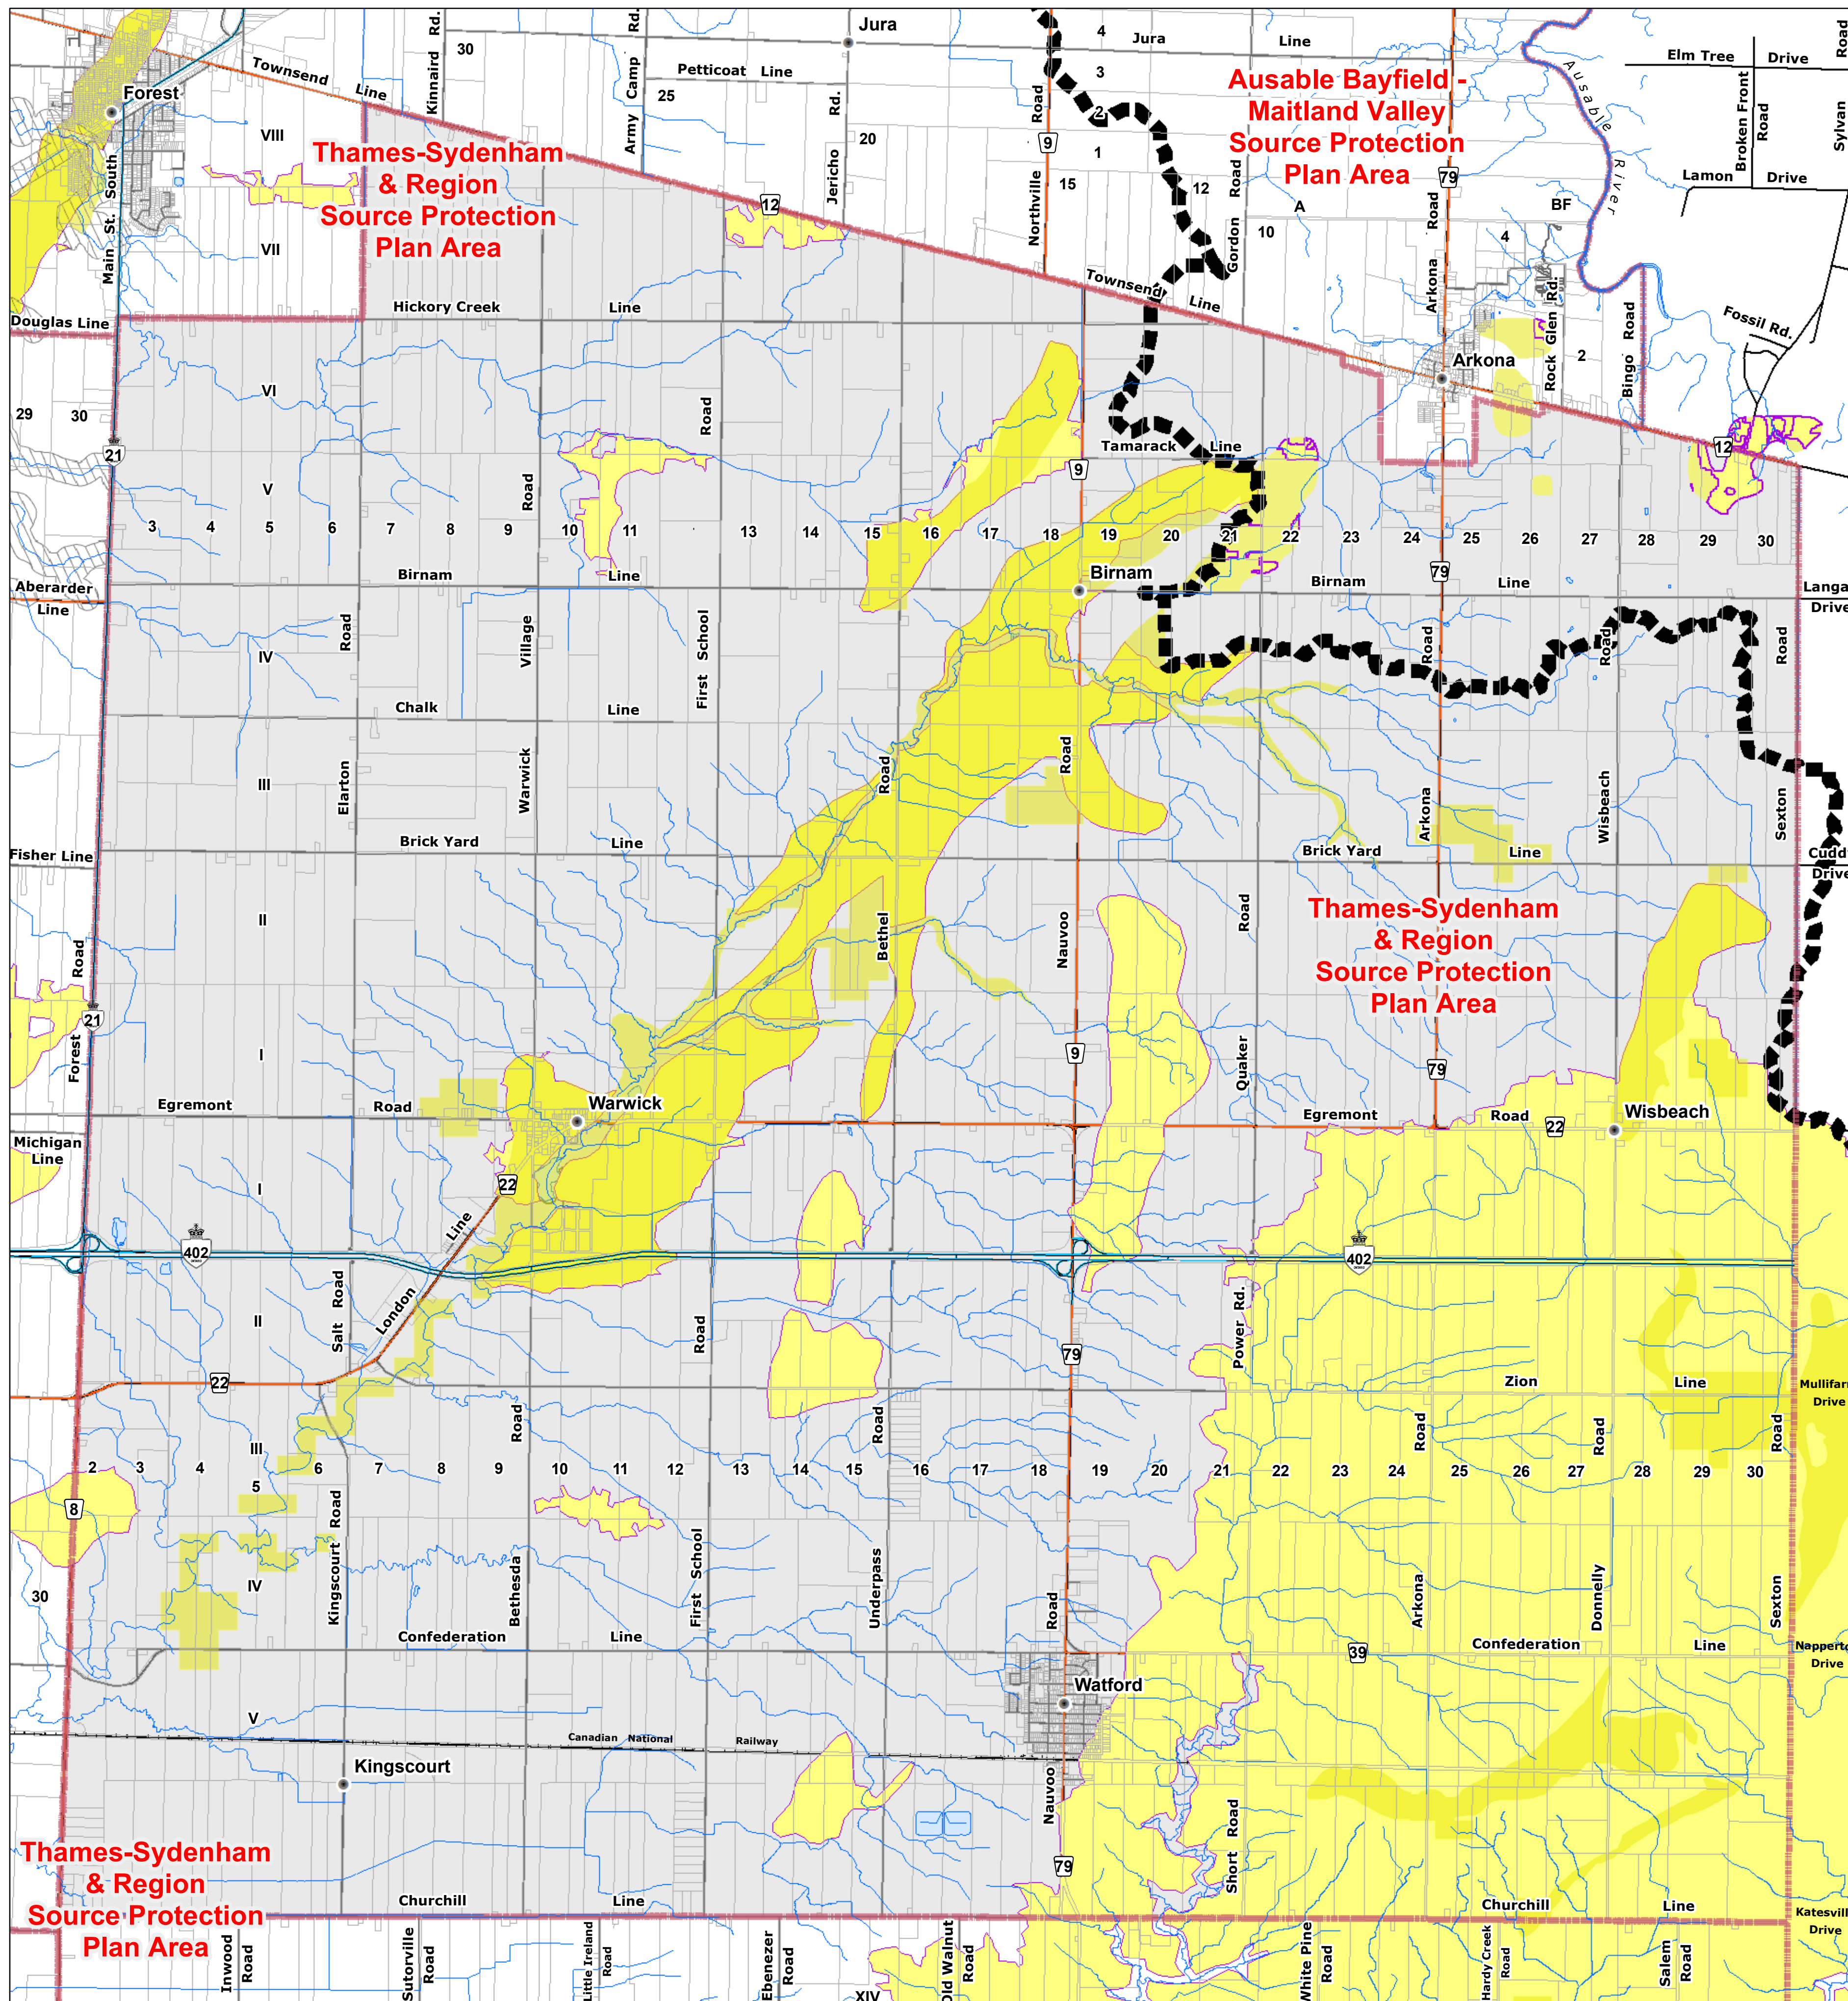 Jura
Jura
Line
Elm Tree
Drive
Road
Forest
Townsend
Line
Kinnaird
Rd.
30
Army Camp
Rd.
Petticoat Line
25
Jericho
Rd.
20
Northville
Road
9
4
3
2
1
15
12
Gordon
Road
Ausable Bayfield -
Maitland Valley
Source Protection
Plan Area
79
Ausable
River
Broken Front
Road
Sylvan
Lamon
Drive
A
BF
10
4
Arkona
Road
VIII
VII
Main St. South
Thames-Sydenham
& Region
Source Protection
Plan Area
12
Townsend
Line
Douglas Line
Hickory Creek
Line
Arkona
Rock Glen Rd.
2
Bingo Road
Fossil Rd.
12
29
30
21
VI
V
Tamarack
Line
9
Road
Road
3
4
5
6
7
8
9
10
11
13
14
15
16
17
18
19
20
21
22
23
24
25
26
27
28
29
30
79
Aberarder
Line
Birnam
Line
Birnam
Birnam
Line
Langa
Drive
IV
Road
Village
First School
Road
Road
Road
Chalk
Line
III
Elarton
Warwick
Road
Road
Arkona
Wisbeach
Sexton
Fisher Line
Brick Yard
Line
Brick Yard
Line
Cudd
Drive
II
Bethel
Nauvoo
Road
Thames-Sydenham
& Region
Source Protection
Plan Area
Road
21
Forest
I
9
Quaker
79
Egremont
Road
Warwick
Egremont
Road
22
Wisbeach
Michigan
Line
I
22
402
London
Line
402
II
Salt Road
Road
79
Power Rd.
22
Zion
Line
Mullifar
Drive
III
Road
Road
Road
Road
Road
2
3
4
5
6
7
8
9
10
11
12
13
14
15
16
17
18
19
20
21
22
23
24
25
26
27
28
29
30
8
30
IV
Kingscourt
Road
Bethesda
First School
Underpass
Road
Arkona
Donnelly
Sexton
Confederation
Line
39
Confederation
Line
Napperto
Drive
Watford
V
Canadian National
Railway
Kingscourt
Nauvoo
Short Road
79
Thames-Sydenham
& Region
Source Protection
Plan Area
Churchill
Line
Churchill
Line
Katesvill
Drive
Inwood
Road
Sutorville
Road
Little Ireland
Road
Ebenezer
Road
XIV
Old Walnut
Road
White Pine
Road
Hardy Creek
Road
Salem
Road